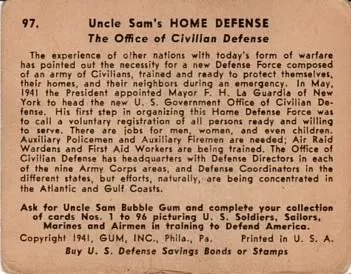 97. Uncle Sam's HOME DEFENSE
The Office of Civilian Defense
The experience of other nations with today's form of warfare
has pointed out the necessity for a new Defense Force composed
of an army of Civilians, trained and ready to protect themselves,
their homes, and their neighbors during an emergency. In May,
1941 the President appointed Mayor F. H. La Guardia of New
York to head the new U. S. Government Office of Civilian De-
fense. His first step in organizing this Home Defense Force was
to call a voluntary registration of all persons ready and willing
to serve. There are jobs for men, women, and even children.
Auxiliary Policemen and Auxiliary Firemen are needed; Air Raid
Wardens and First Aid Workers are being trained. The Office of
Civilian Defense has headquarters with Defense Directors in each
of the nine Army Corps areas, and Defense Coordinators in the
different states, but efforts, naturally, are being concentrated in
the Atlantic and Gulf Coasts.
Ask for Uncle Sam Bubble Gum and complete your collection
of cards Nos. 1 to 96 picturing U. S. Soldiers, Sailors,
Marines and Airmen in training to Defend America.
Copyright 1941, GUM, INC., Phila., Pa. Printed in U. S. A.
Buy U. S. Defense Savings Bonds or Stamps